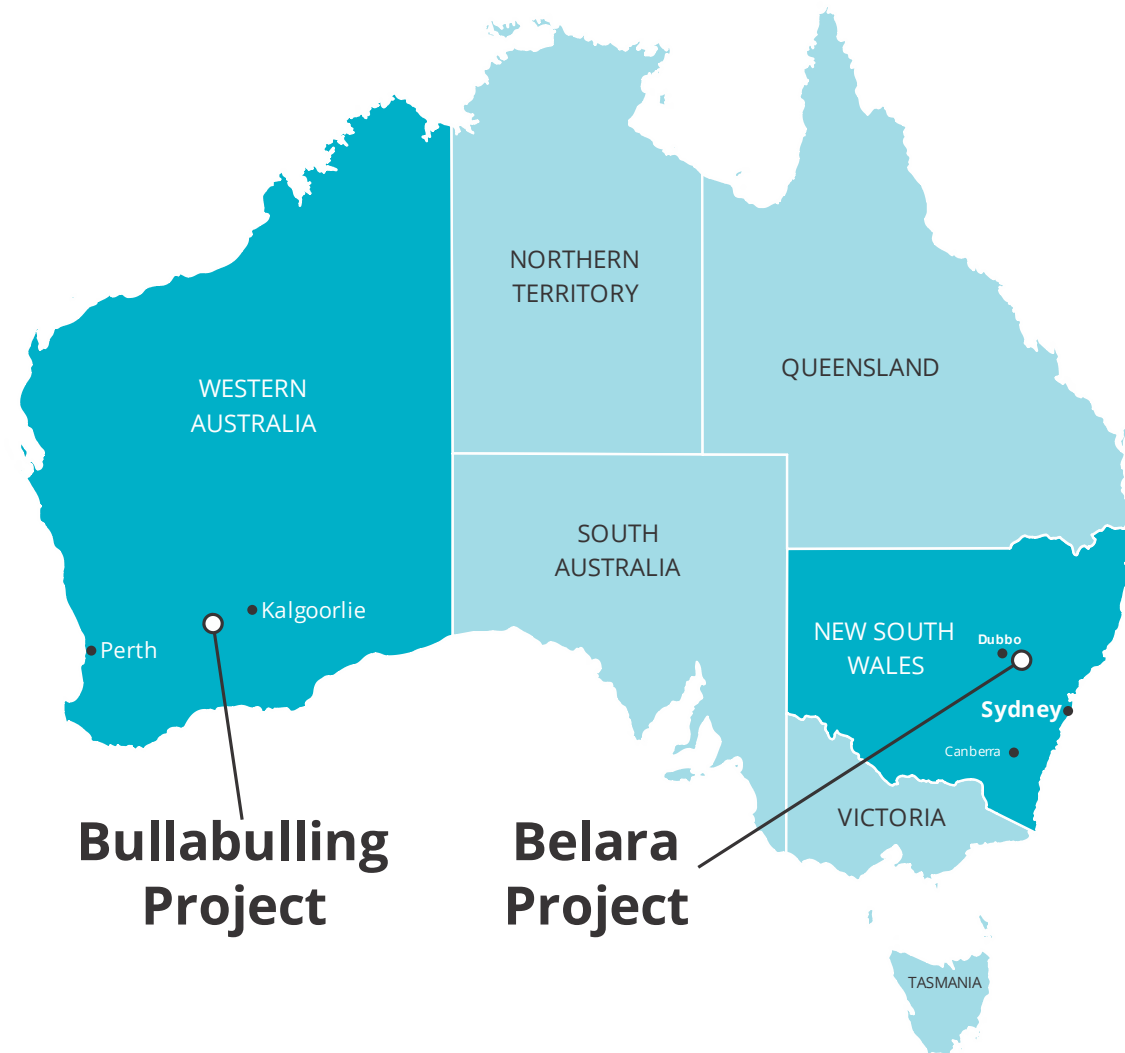 NORTHERN
TERRITORY
QUEENSLAND
WESTERN
AUSTRALIA
SOUTH
AUSTRALIA
Kalgoorlie
Perth
NEW SOUTH
WALES
Dubbo
Sydney
Canberra
VICTORIA
Bullabulling
Project
Belara
Project
TASMANIA